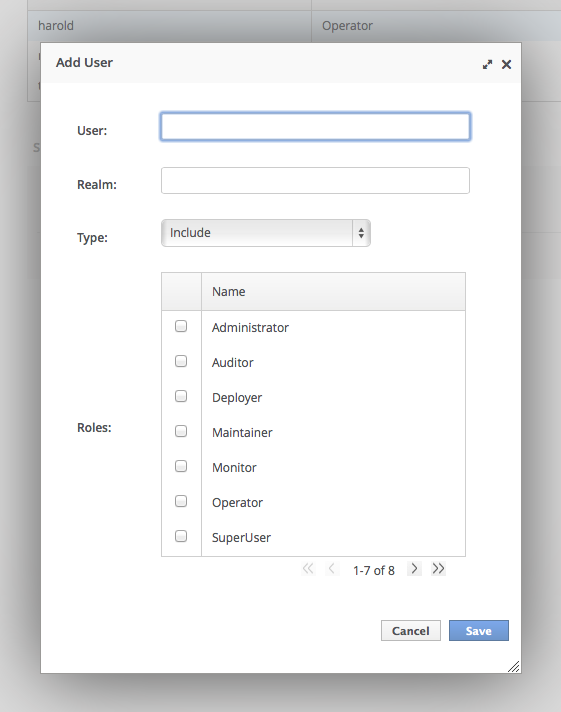 harold Operator
Add User
User:
Realm:
Type: Include
Name
Administrator
Auditor
Deployer
Roles: Maintainer
Monitor
Operator
SuperUser
1-7 of 8
Cancel Save